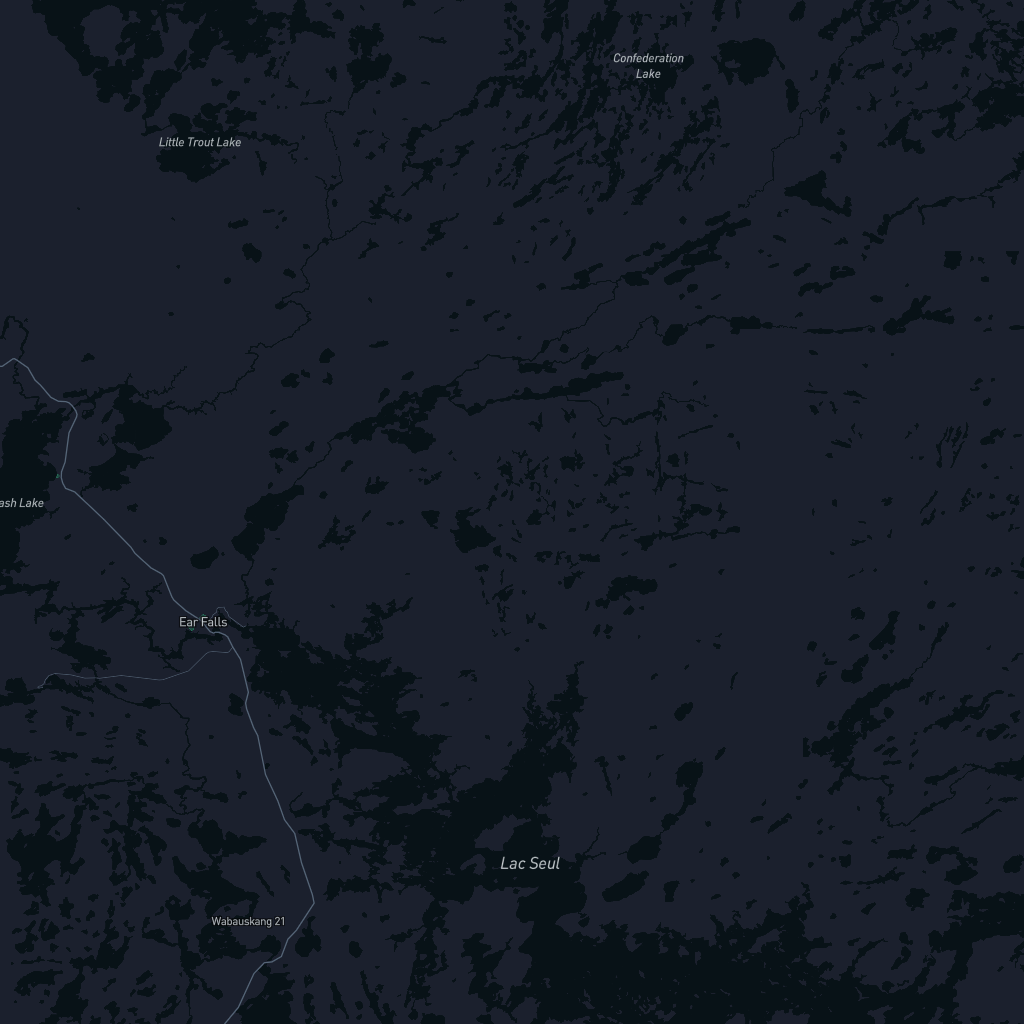 Confederation
Lake
Little Trout Lake
ash Lake
Ear Falls
Lac Seul
Wabauskang 21